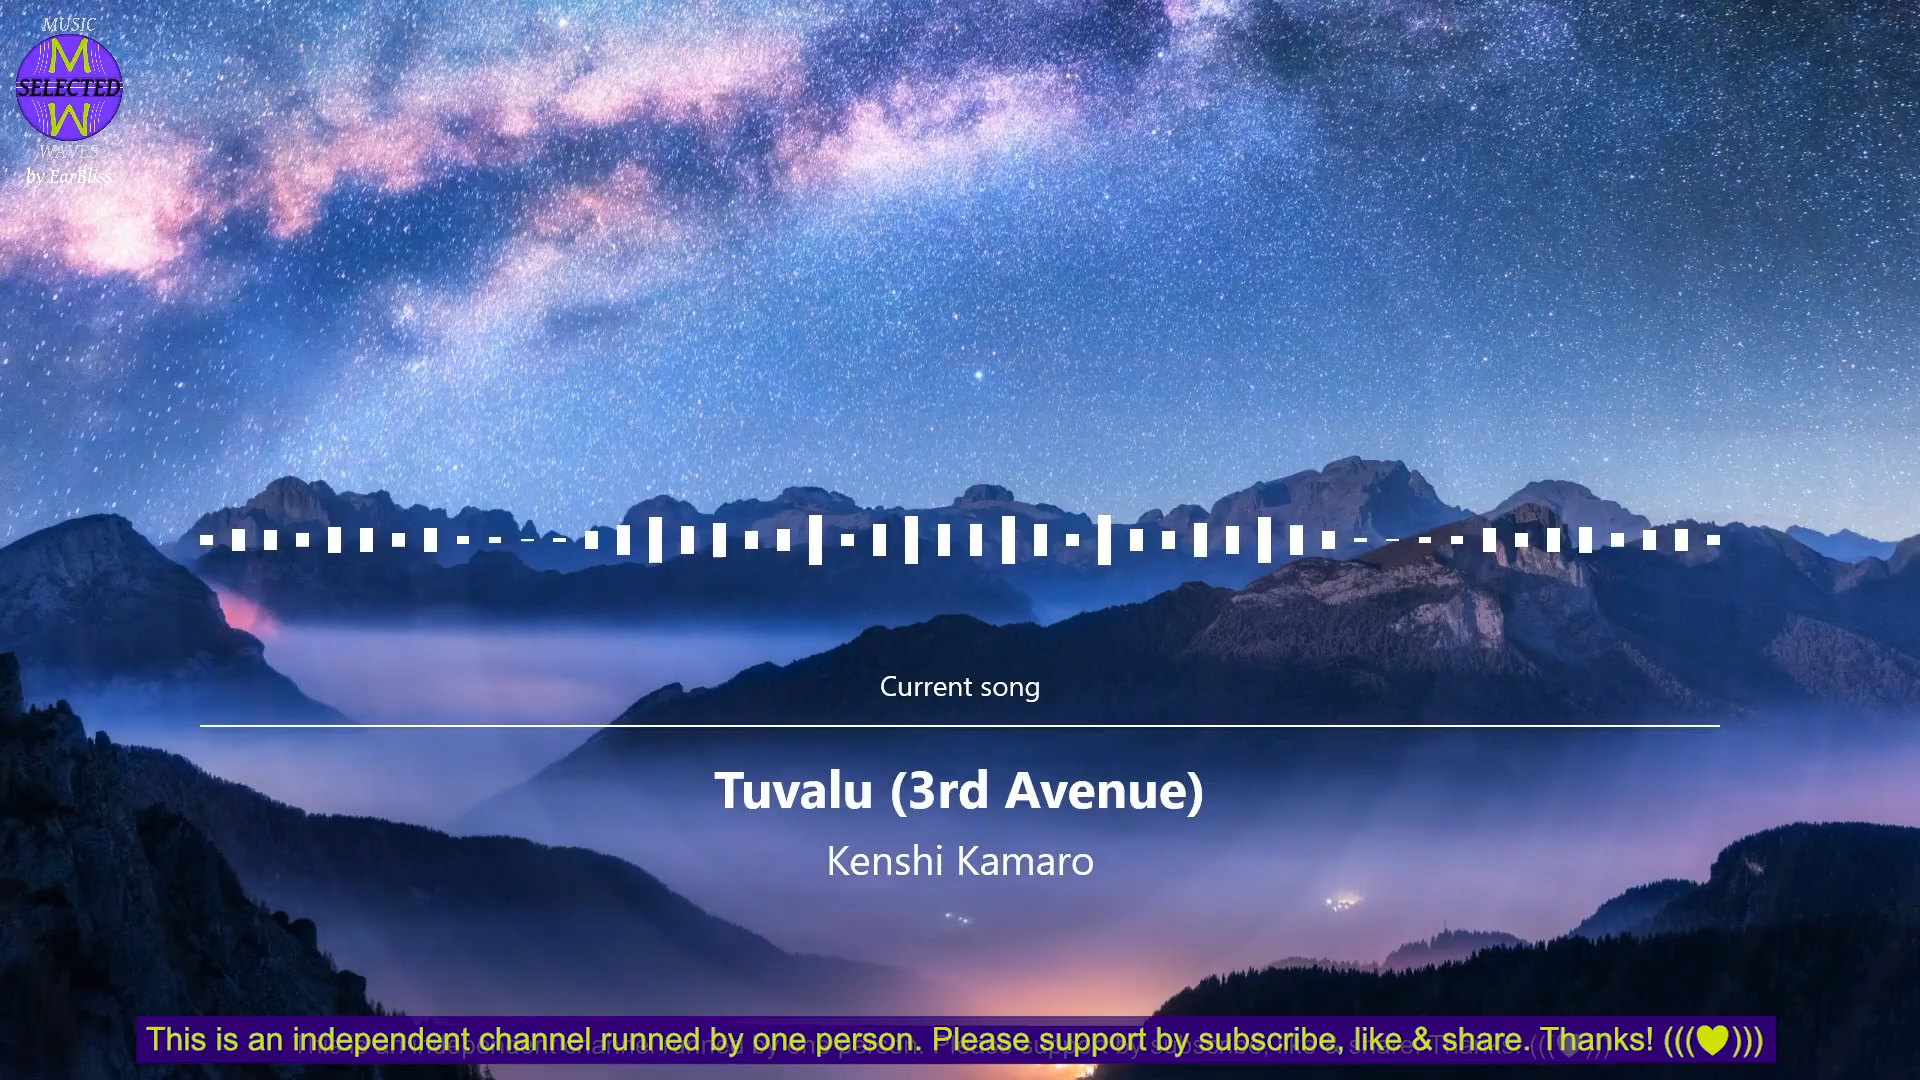 MUSIC
M
SELECTED
M
WAVES
by EarBliss
Current song
Tuvalu (3rd Avenue)
Kenshi Kamaro
This is an independent channel runned by one person. Please support by subscribe, like & share. Thanks! (((♥)))